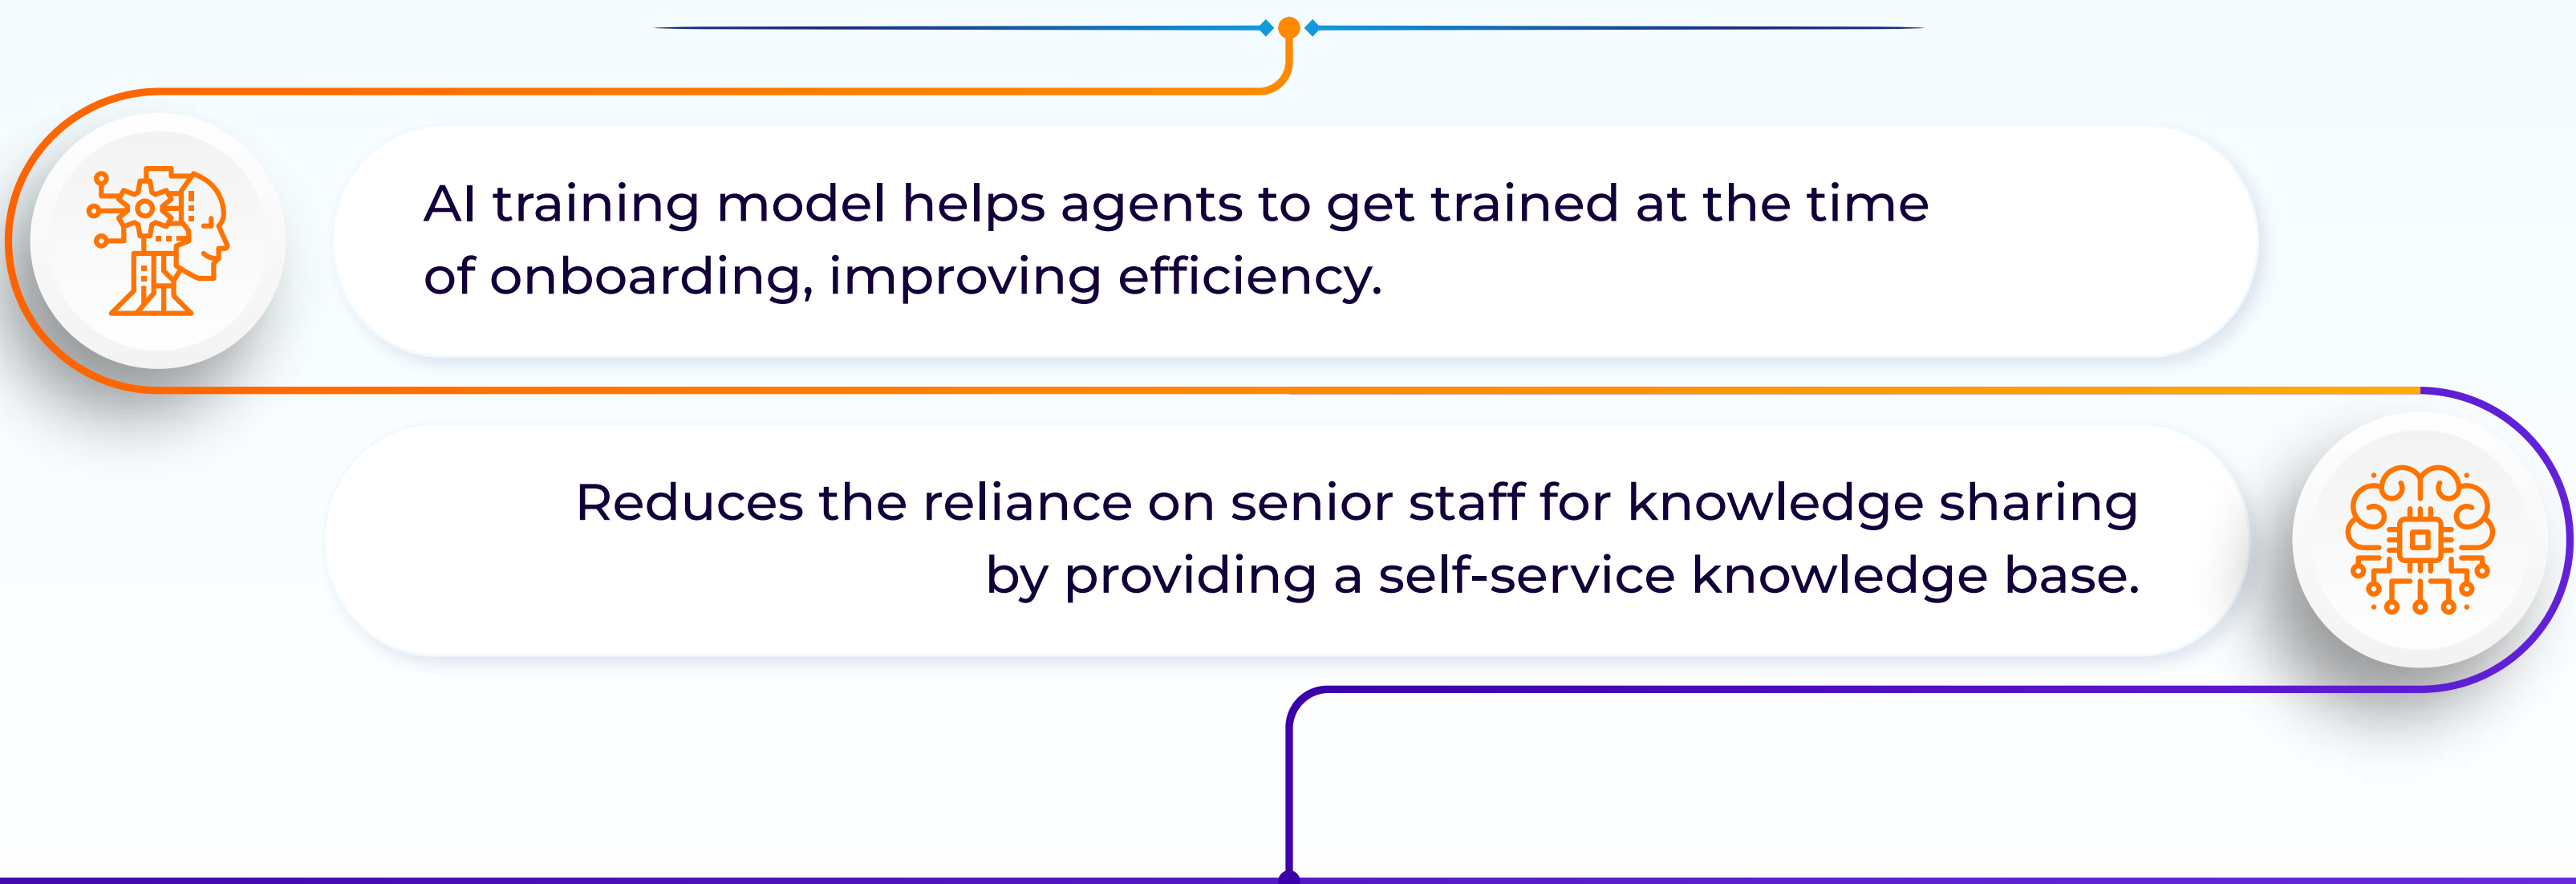 AI training model helps agents to get trained at the time
of onboarding, improving efficiency.
Reduces the reliance on senior staff for knowledge sharing
by providing a self-service knowledge base.